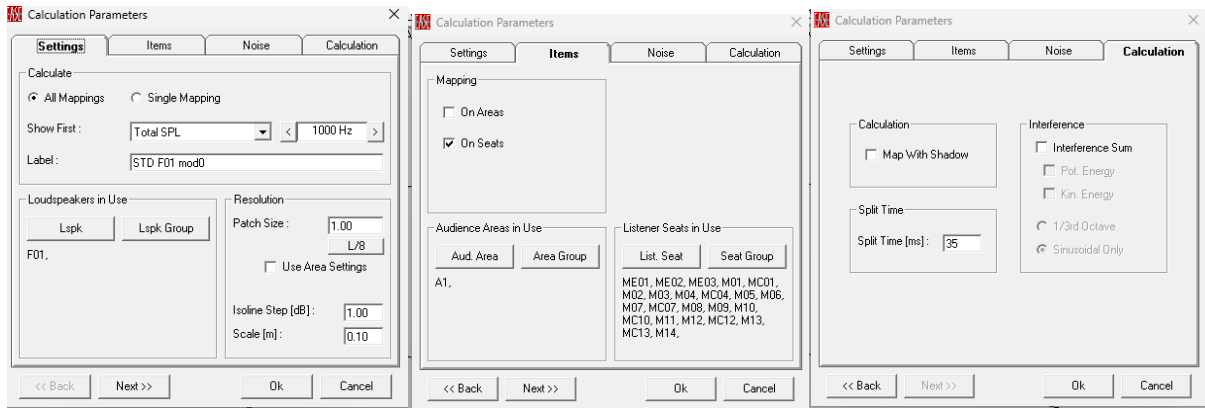 EASE Calculation Parameters
Settings Items Noise Calculation
Calculate
All Mappings Single Mapping
Show First : Total SPL < 1000 Hz >
Label : STD F01 mod0
Loudspeakers in Use
Lspk Lspk Group
F01,
Resolution
Patch Size : 1.00
L/8
Use Area Settings
Isoline Step [dB] : 1.00
Scale [m] : 0.10
<< Back Next >> Ok Cancel
EASE Calculation Parameters
Settings Items Noise Calculation
Mapping
On Areas
On Seats
Audience Areas in Use
Aud. Area Area Group
A1,
Listener Seats in Use
List. Seat Seat Group
ME01, ME02, ME03, M01, MC01,
M02, M03, M04, MC04, M05, M06,
M07, MC07, M08, M09, M10,
MC10, M11, M12, MC12, M13,
MC13, M14,
<< Back Next >> Ok Cancel
EASE Calculation Parameters
Settings Items Noise Calculation
Calculation
Map With Shadow
Split Time
Split Time [ms] : 35
Interference
Interference Sum
Pot. Energy
Kin. Energy
1/3rd Octave
Sinusoidal Only
<< Back Next >> Ok Cancel